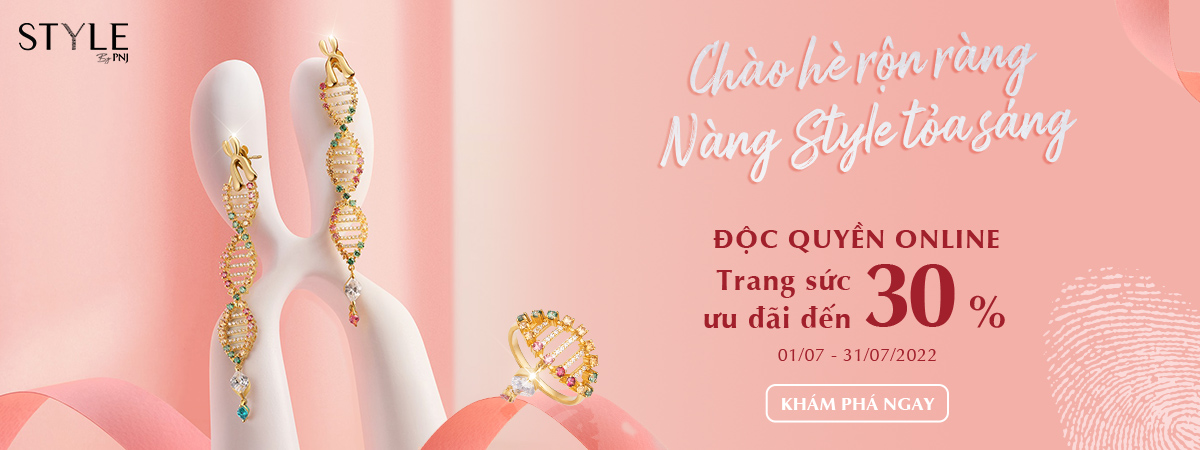 STYLE
By PNJ
Chào hè rộn ràng
Nàng Style tỏa sáng
ĐỘC QUYỀN ONLINE
Trang sức
ưu đãi đến 30 %
01/07 - 31/07/2022
KHÁM PHÁ NGAY